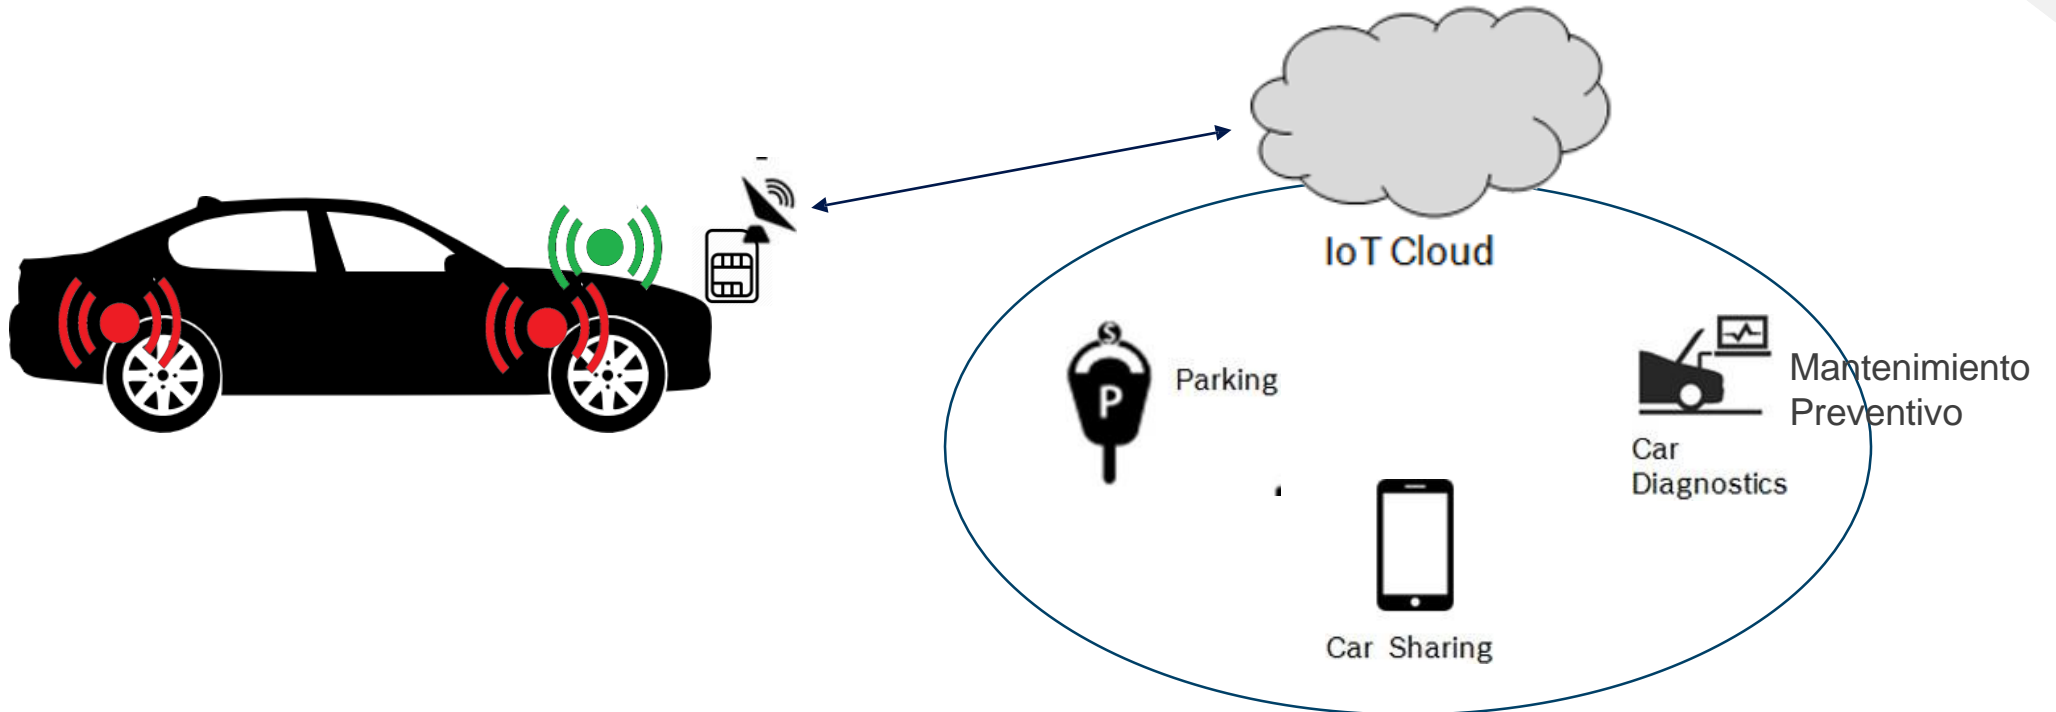 IoT Cloud
S
P
Parking
Mantenimiento
Preventivo
Car
Diagnostics
Car Sharing